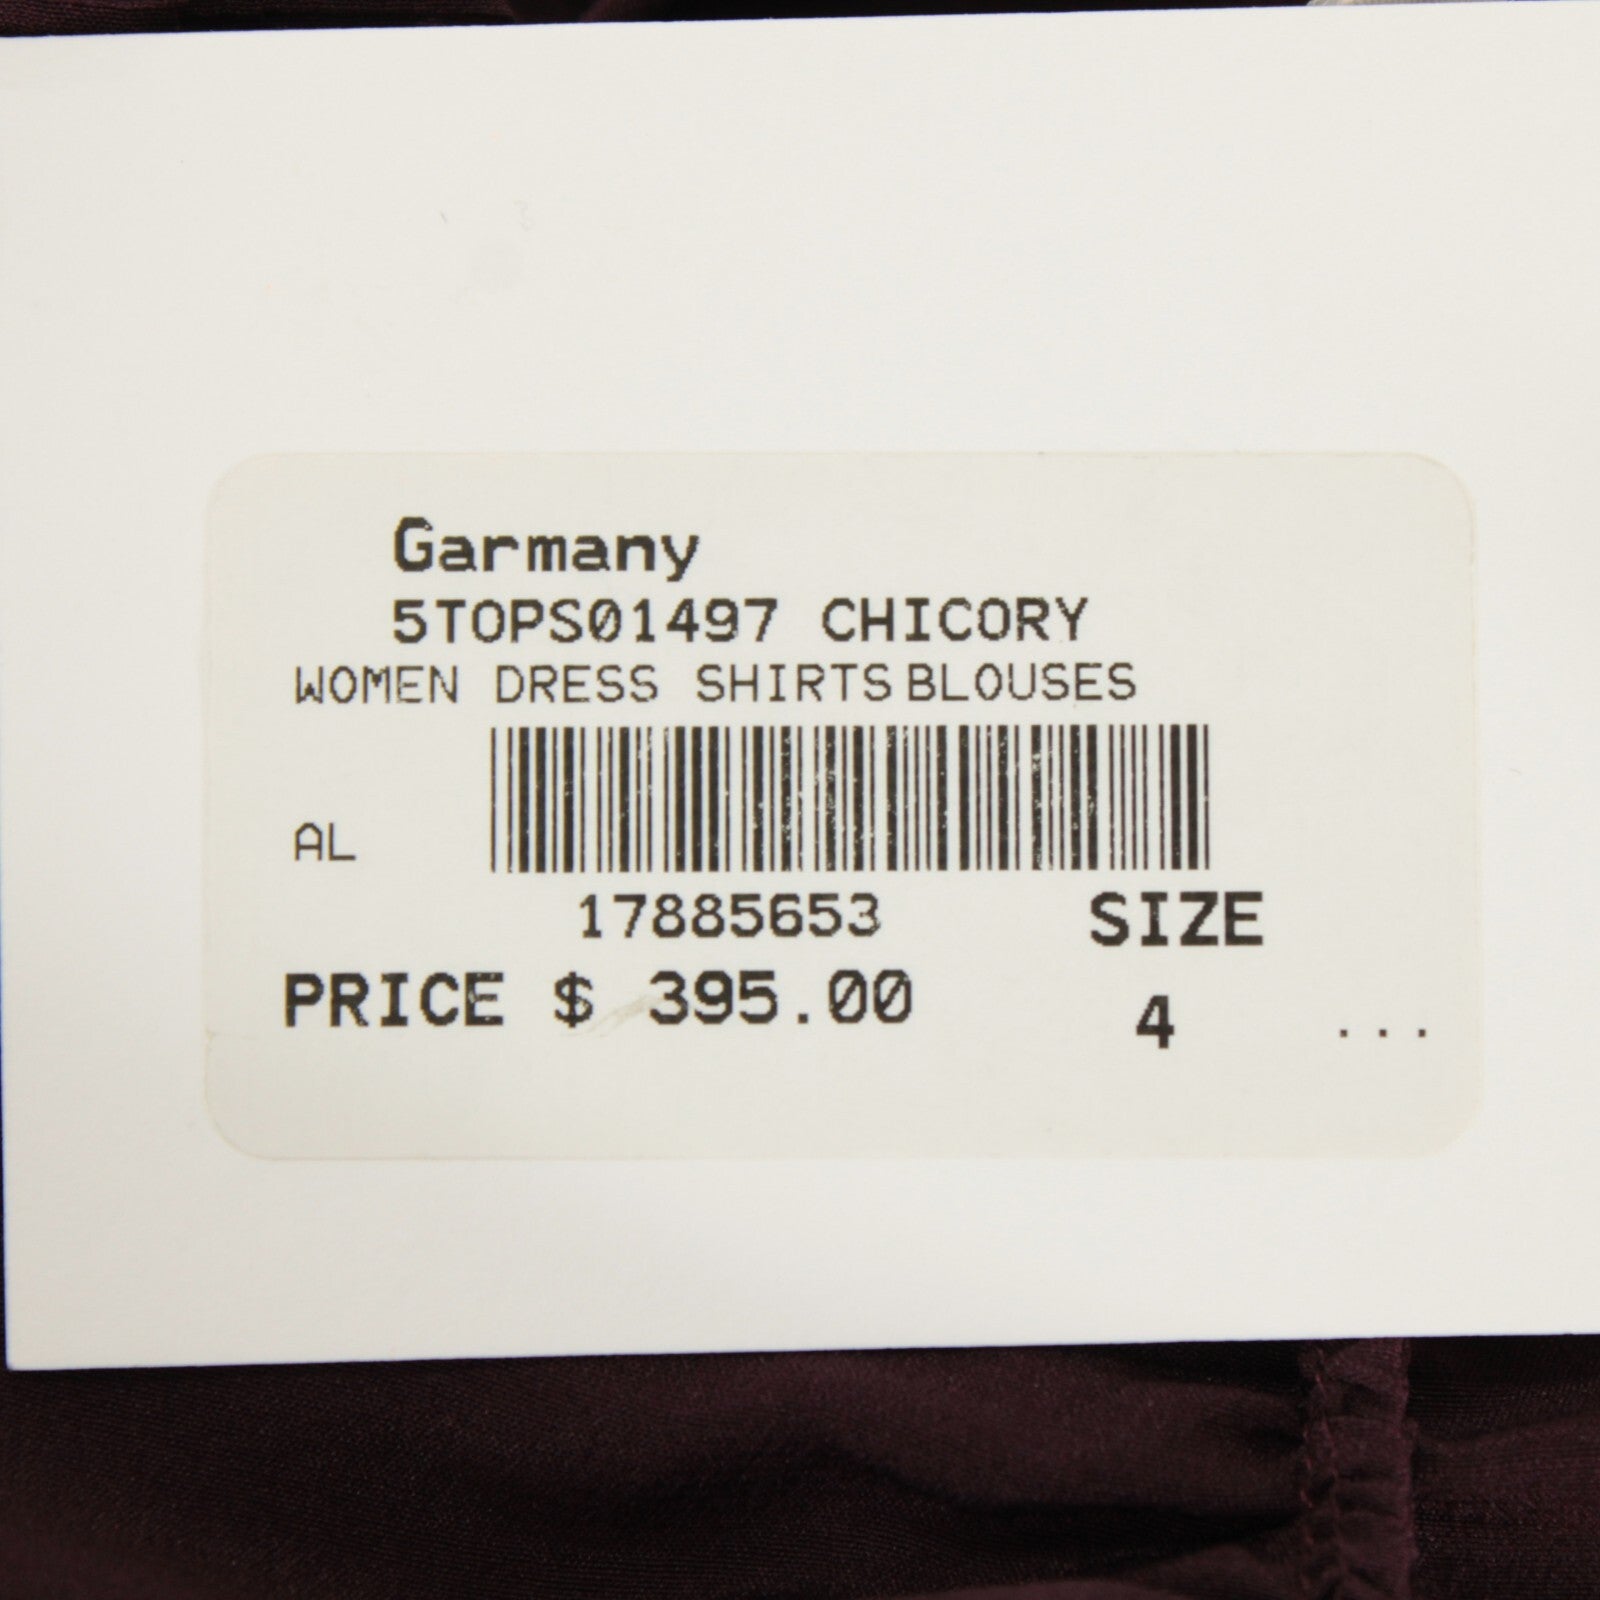 Garmany
5TOPS01497 CHICORY
WOMEN DRESS SHIRTS BLOUSES
AL
17885653 SIZE
PRICE $ 395.00 4 ...